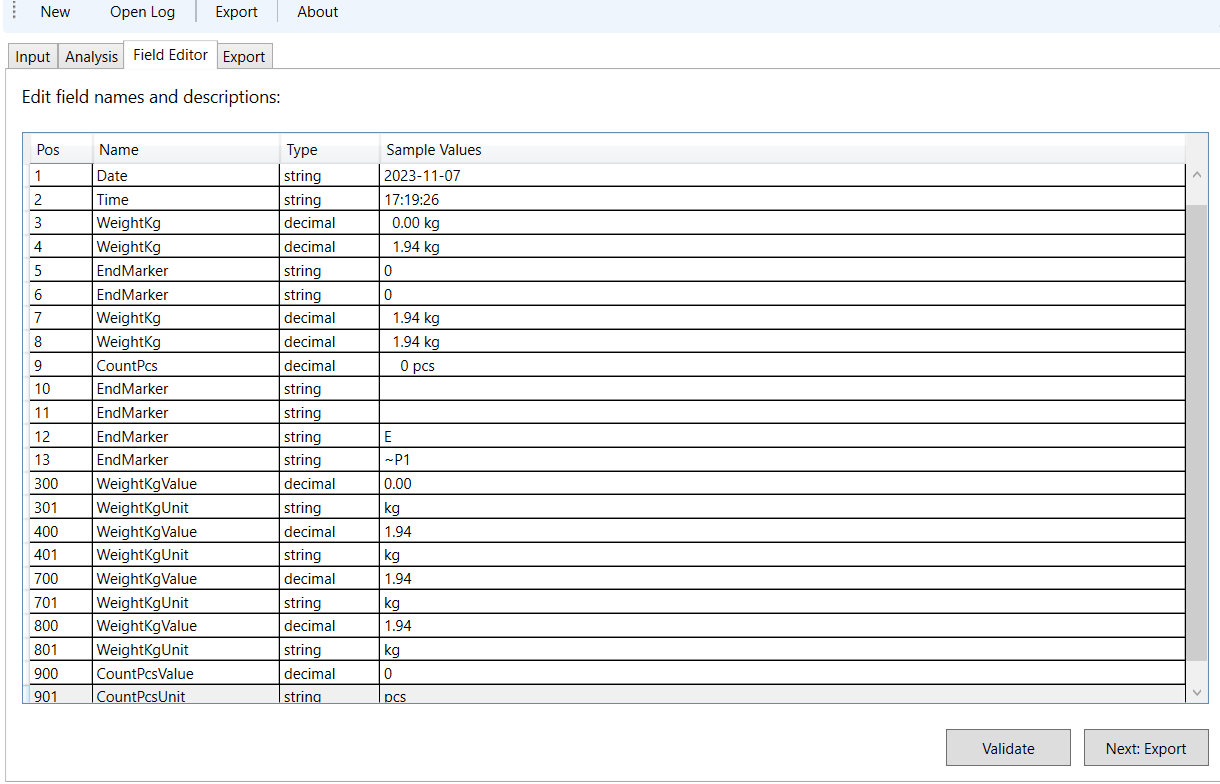 New Open Log Export About
Input Analysis Field Editor Export
Edit field names and descriptions:
Pos Name Type Sample Values
1 Date string 2023-11-07
2 Time string 17:19:26
3 WeightKg decimal 0.00 kg
4 WeightKg decimal 1.94 kg
5 EndMarker string 0
6 EndMarker string 0
7 WeightKg decimal 1.94 kg
8 WeightKg decimal 1.94 kg
9 CountPcs decimal 0 pcs
10 EndMarker string
11 EndMarker string
12 EndMarker string E
13 EndMarker string ~P1
300 WeightKgValue decimal 0.00
301 WeightKgUnit string kg
400 WeightKgValue decimal 1.94
401 WeightKgUnit string kg
700 WeightKgValue decimal 1.94
701 WeightKgUnit string kg
800 WeightKgValue decimal 1.94
801 WeightKgUnit string kg
900 CountPcsValue decimal 0
901 CountPcsUnit string pcs
Validate Next: Export